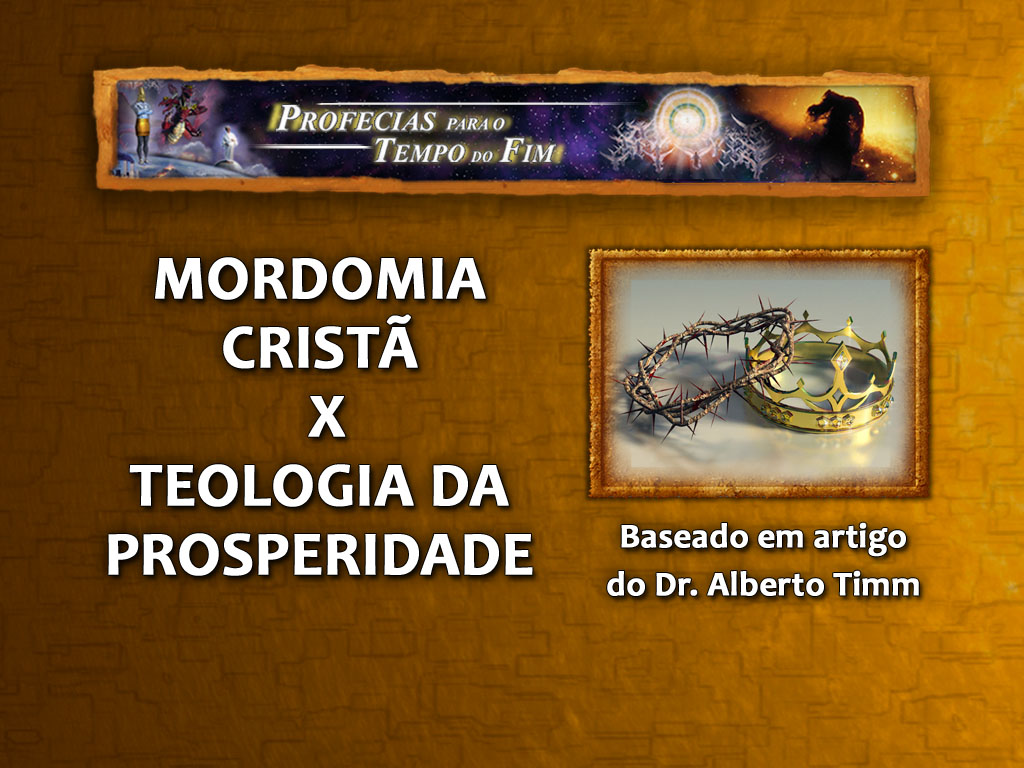 PROFECIAS PARA O
TEMPO DO FIM
MORDOMIA
CRISTÃ
X
TEOLOGIA DA
PROSPERIDADE
Baseado em artigo
do Dr. Alberto Timm